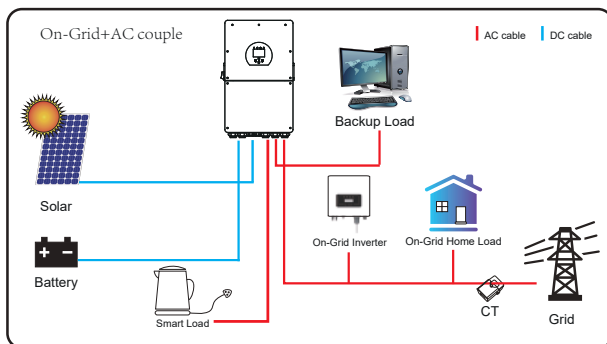 On-Grid+AC couple
AC cable
DC cable
Backup Load
Solar
On-Grid Inverter
On-Grid Home Load
Battery
Smart Load
CT
Grid